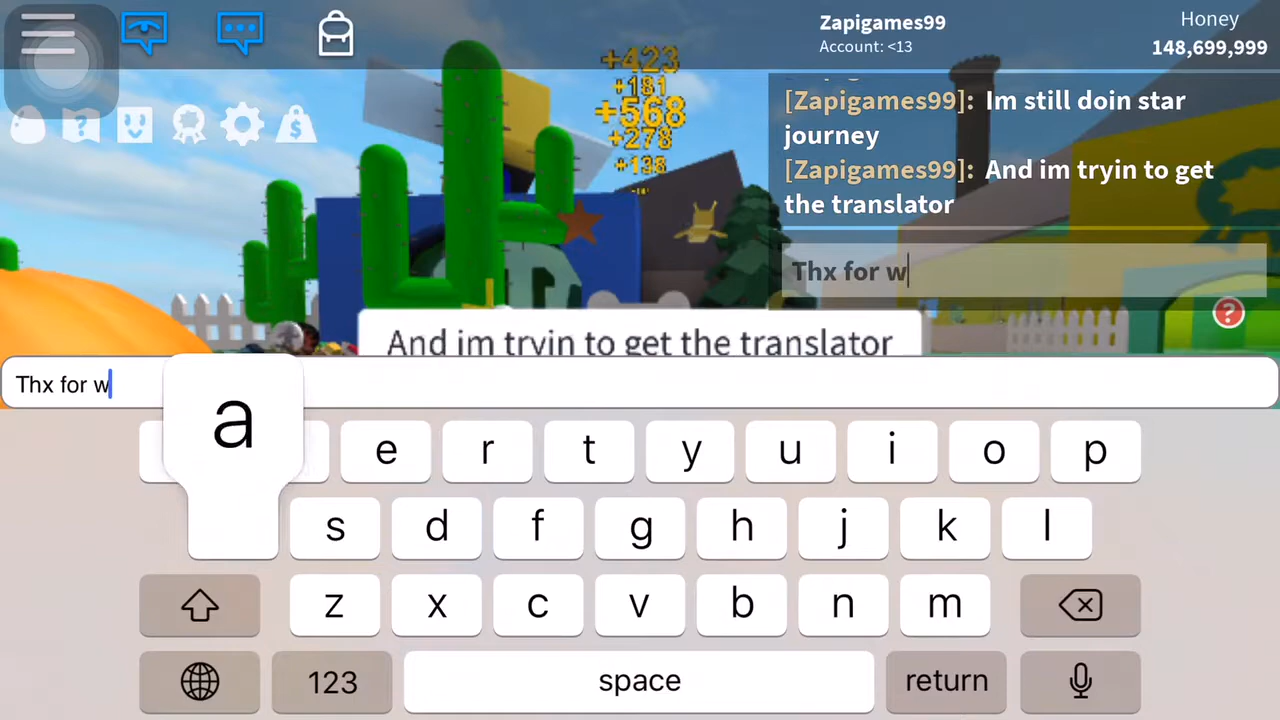 Zapigames99
Account: <13
Honey
148,699,999
+423
+181
+568
+278
+138
[Zapigames99]: Im still doin star
journey
[Zapigames99]: And im tryin to get
the translator
Thx for w
And im tryin to get the translator
Thx for w
a
e r t y u i o p
s d f g h j k l
z x c v b n m
123 space return